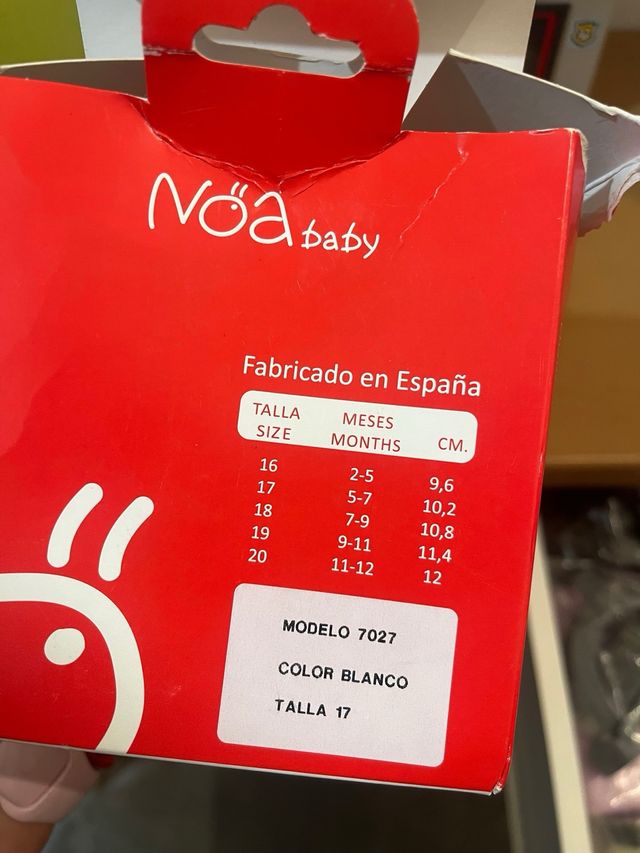 Nöa baby
Fabricado en España
TALLA MESES
SIZE MONTHS CM.
16 2-5 9,6
17 5-7 10,2
18 7-9 10,8
19 9-11 11,4
20 11-12 12
MODELO 7027
COLOR BLANCO
TALLA 17